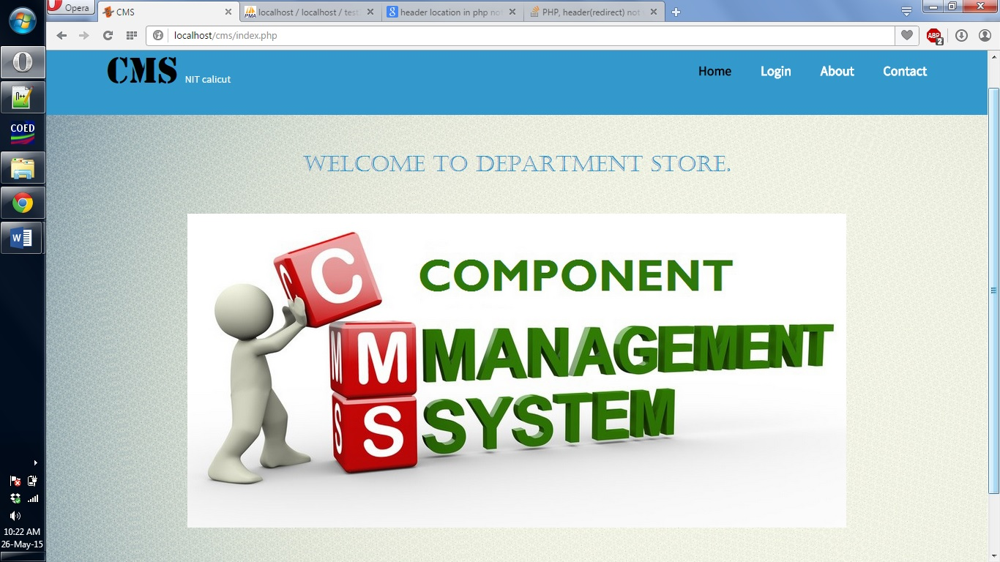 Opera
CMS
localhost / localhost / test
header location in php no
PHP, header(redirect) not
localhost/cms/index.php
ABP
2
CMS NIT calicut
Home Login About Contact
WELCOME TO DEPARTMENT STORE.
C C COMPONENT
M M MANAGEMENT
S S SYSTEM
n++
COED
W
PMA
10:22 AM
26-May-15